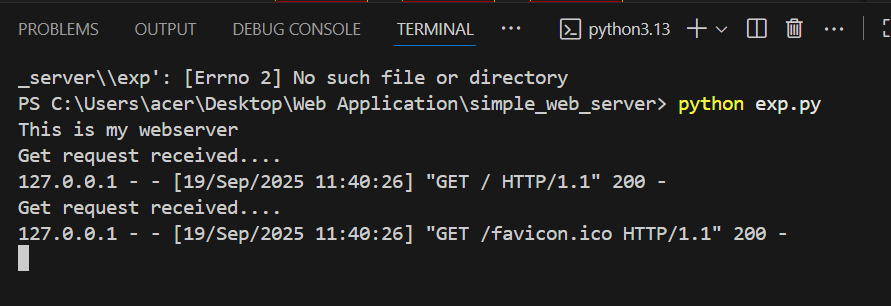 PROBLEMS OUTPUT DEBUG CONSOLE TERMINAL ... python3.13 ...
_server\\exp': [Errno 2] No such file or directory
PS C:\Users\acer\Desktop\Web Application\simple_web_server> python exp.py
This is my webserver
Get request received....
127.0.0.1 - - [19/Sep/2025 11:40:26] "GET / HTTP/1.1" 200 -
Get request received....
127.0.0.1 - - [19/Sep/2025 11:40:26] "GET /favicon.ico HTTP/1.1" 200 -